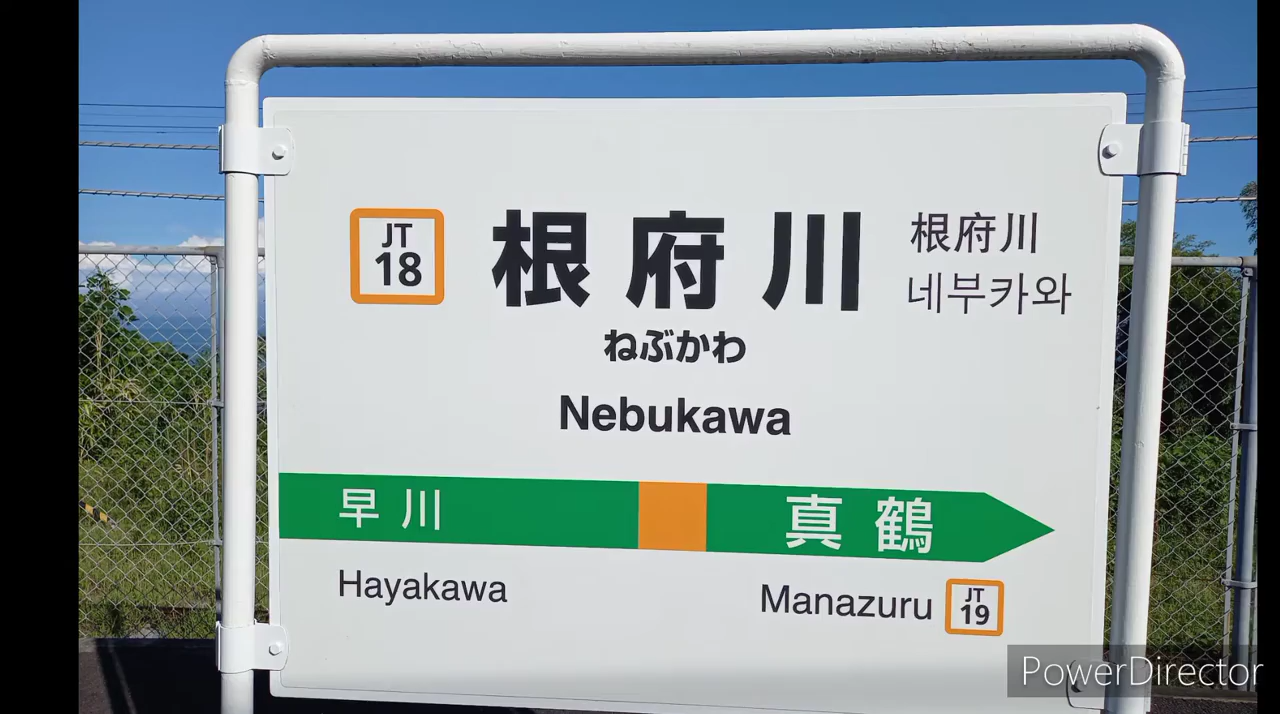 JT
18
根府川
ねぶかわ
Nebukawa
根府川
네부카와
早川
真鶴
Hayakawa
Manazuru
JT
19
PowerDirector